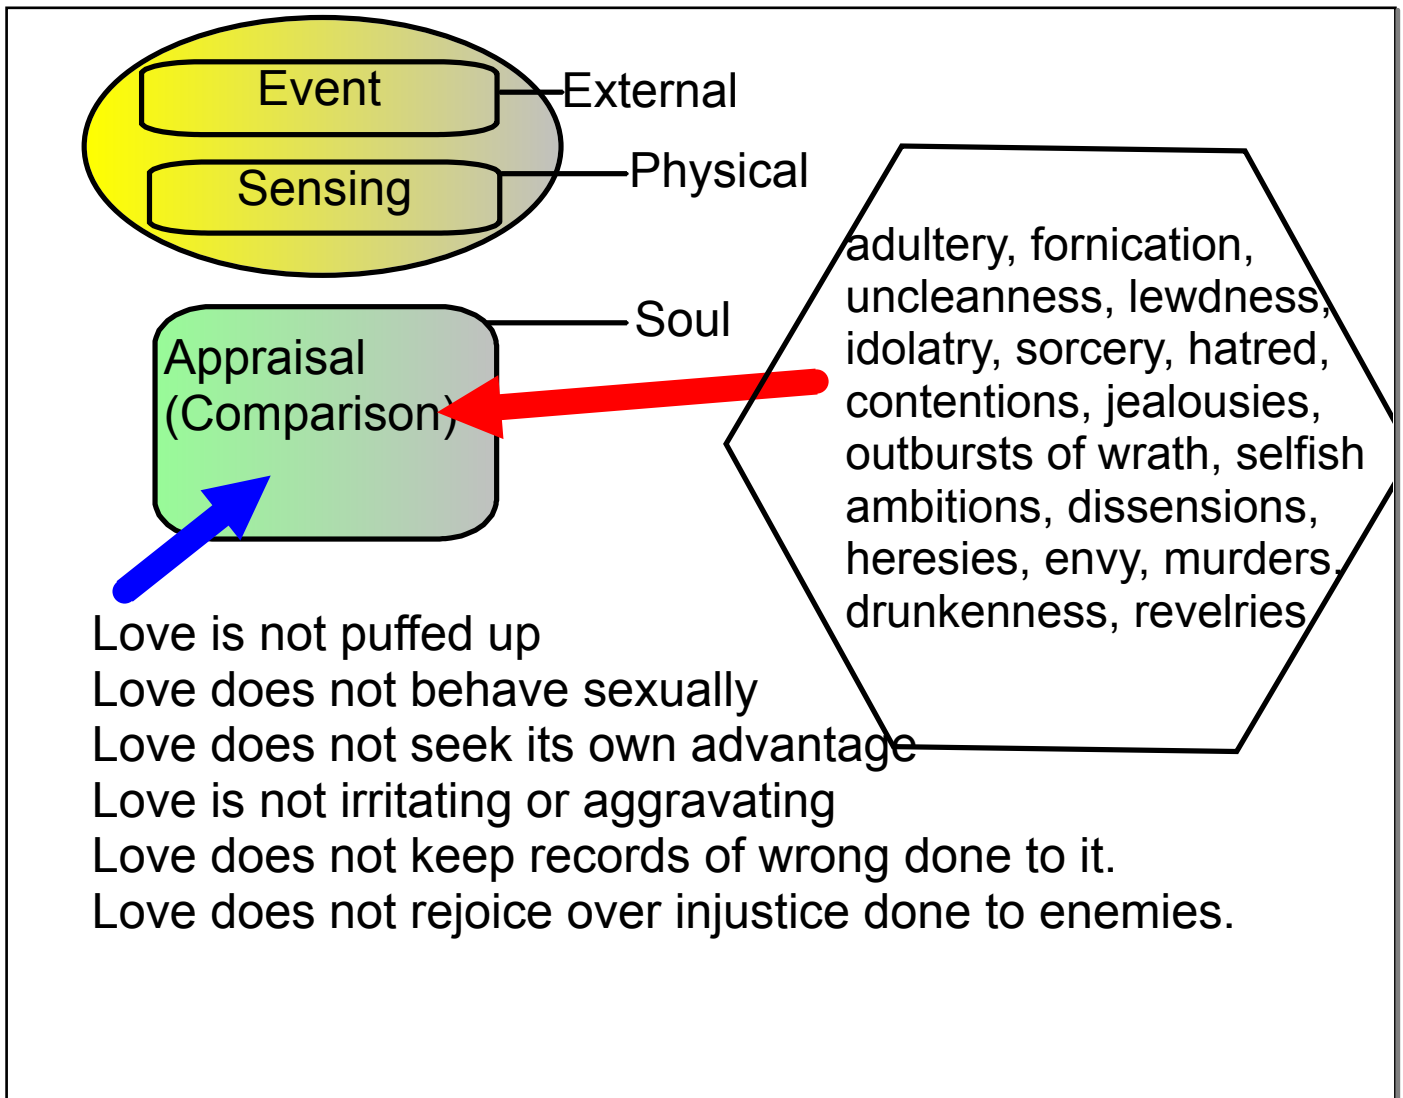 Event
External
Sensing
Physical
Soul
Appraisal
(Comparison)
adultery, fornication,
uncleanness, lewdness,
idolatry, sorcery, hatred,
contentions, jealousies,
outbursts of wrath, selfish
ambitions, dissensions,
heresies, envy, murders,
drunkenness, revelries
Love is not puffed up
Love does not behave sexually
Love does not seek its own advantage
Love is not irritating or aggravating
Love does not keep records of wrong done to it.
Love does not rejoice over injustice done to enemies.